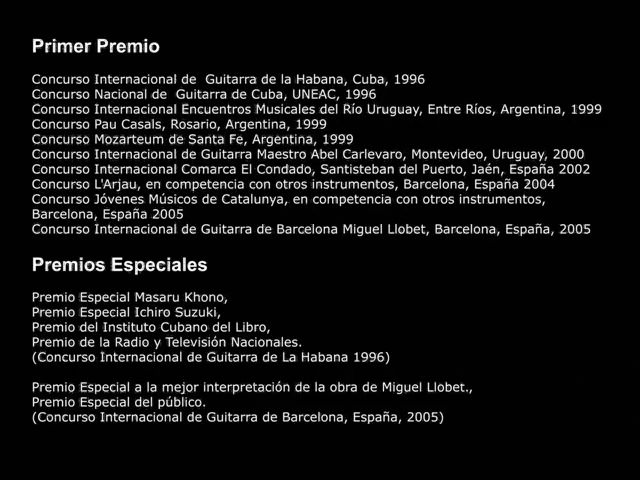 Primer Premio
Concurso Internacional de  Guitarra de la Habana, Cuba, 1996
Concurso Nacional de  Guitarra de Cuba, UNEAC, 1996
Concurso Internacional Encuentros Musicales del Río Uruguay, Entre Ríos, Argentina, 1999
Concurso Pau Casals, Rosario, Argentina, 1999
Concurso Mozarteum de Santa Fe, Argentina, 1999
Concurso Internacional de Guitarra Maestro Abel Carlevaro, Montevideo, Uruguay, 2000
Concurso Internacional Comarca El Condado, Santisteban del Puerto, Jaén, España 2002
Concurso L'Arjau, en competencia con otros instrumentos, Barcelona, España 2004
Concurso Jóvenes Músicos de Catalunya, en competencia con otros instrumentos,
Barcelona, España 2005
Concurso Internacional de Guitarra de Barcelona Miguel Llobet, Barcelona, España, 2005
Premios Especiales
Premio Especial Masaru Khono,
Premio Especial Ichiro Suzuki,
Premio del Instituto Cubano del Libro,
Premio de la Radio y Televisión Nacionales.
(Concurso Internacional de Guitarra de La Habana 1996)
Premio Especial a la mejor interpretación de la obra de Miguel Llobet.,
Premio Especial del público.
(Concurso Internacional de Guitarra de Barcelona, España, 2005)